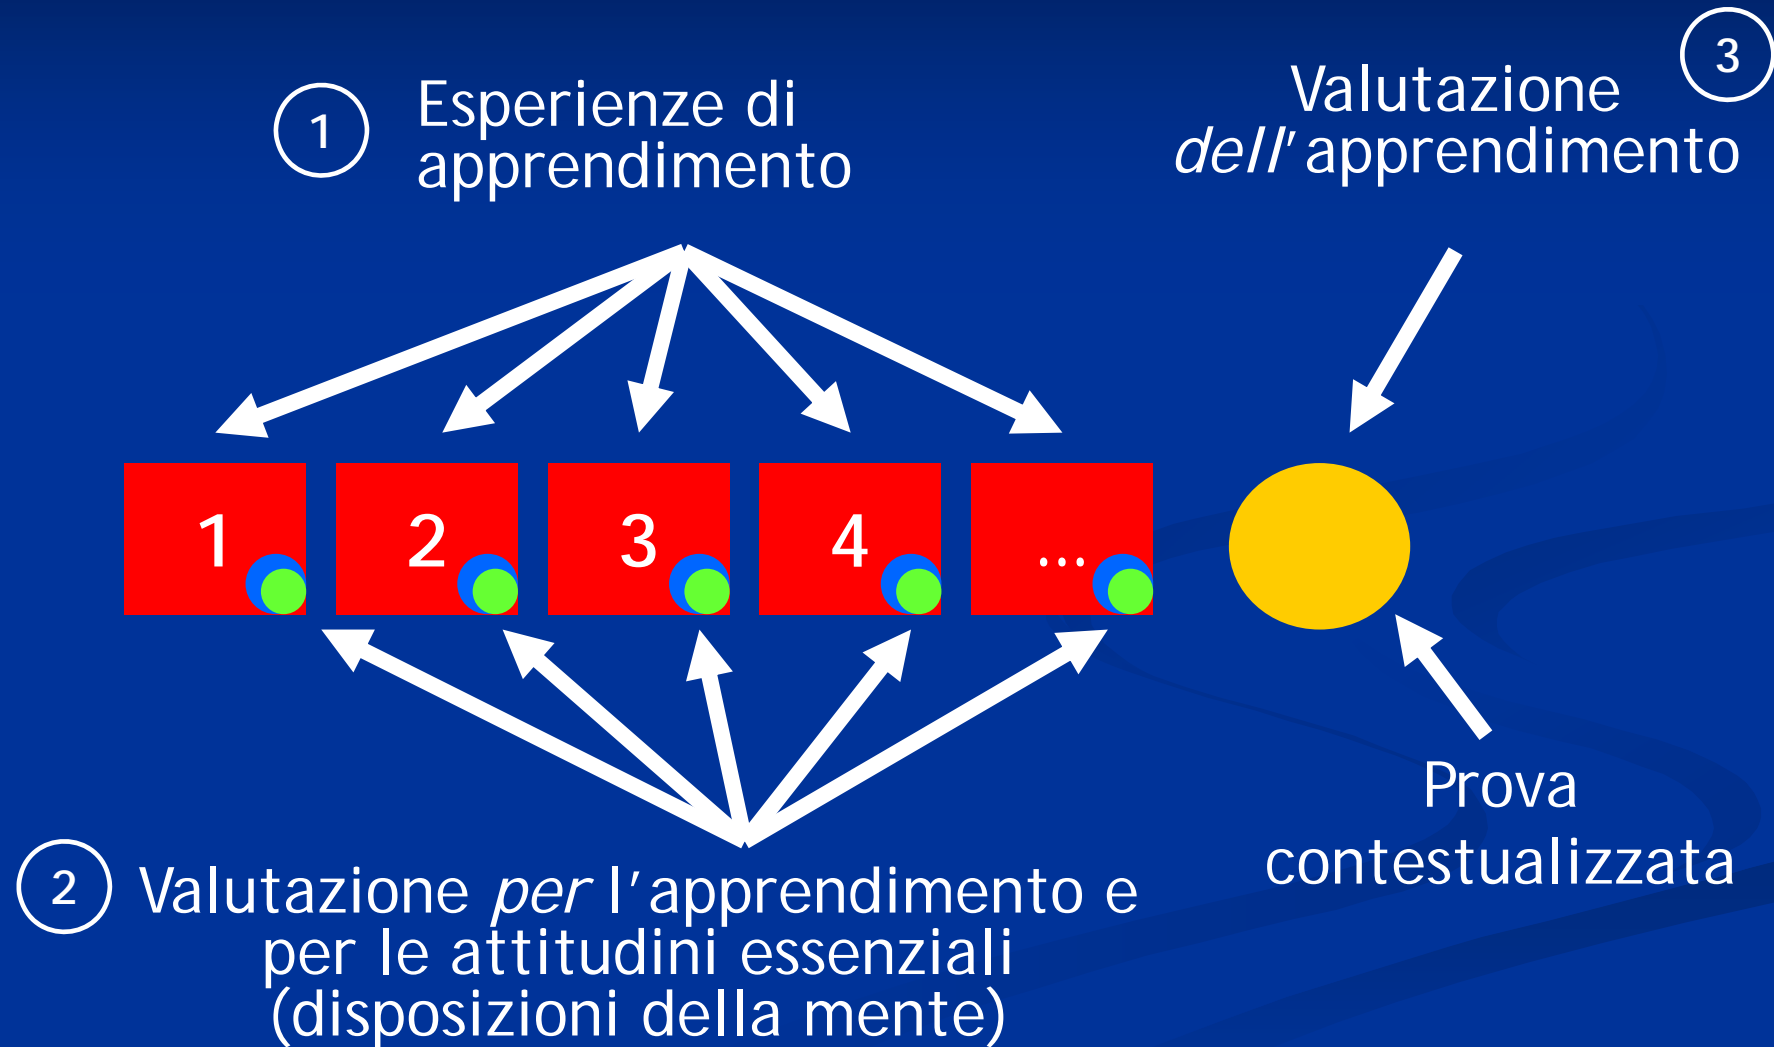 1
Esperienze di
apprendimento
3
Valutazione
dell'apprendimento
1 2 3 4 ...
2
Valutazione per l'apprendimento e
per le attitudini essenziali
(disposizioni della mente)
Prova
contestualizzata